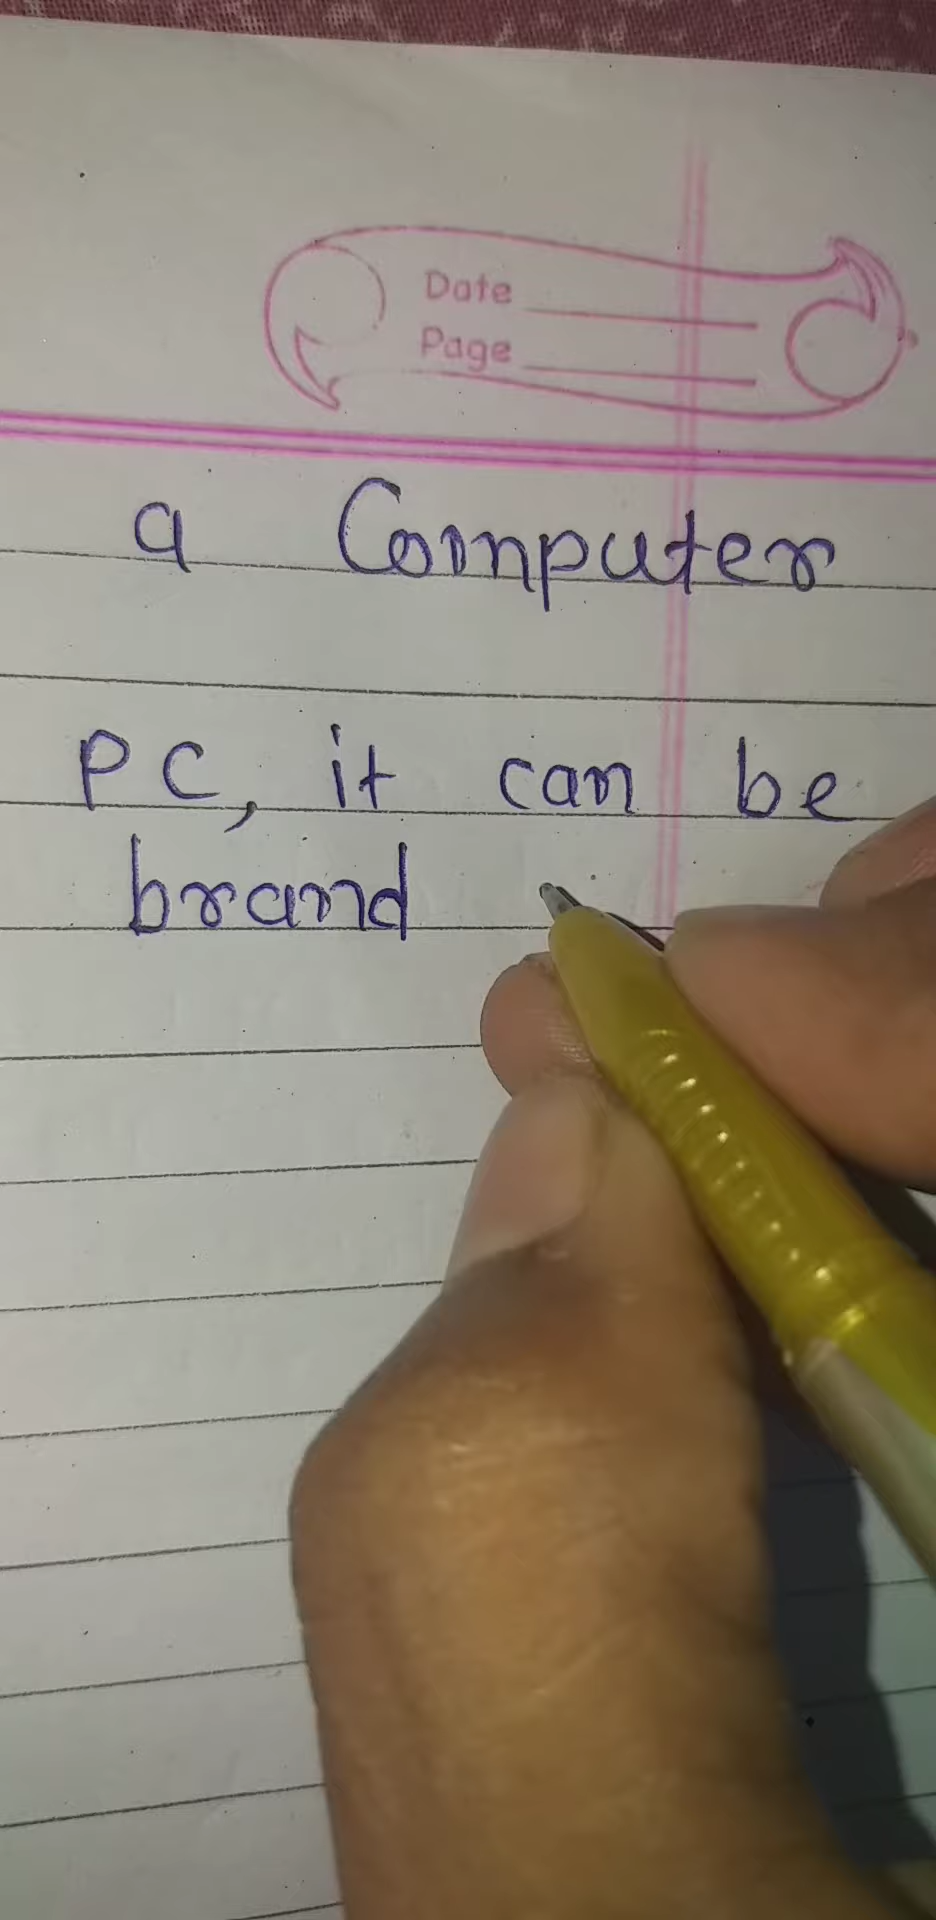 Date
Page
a Computer
PC, it can be
brand